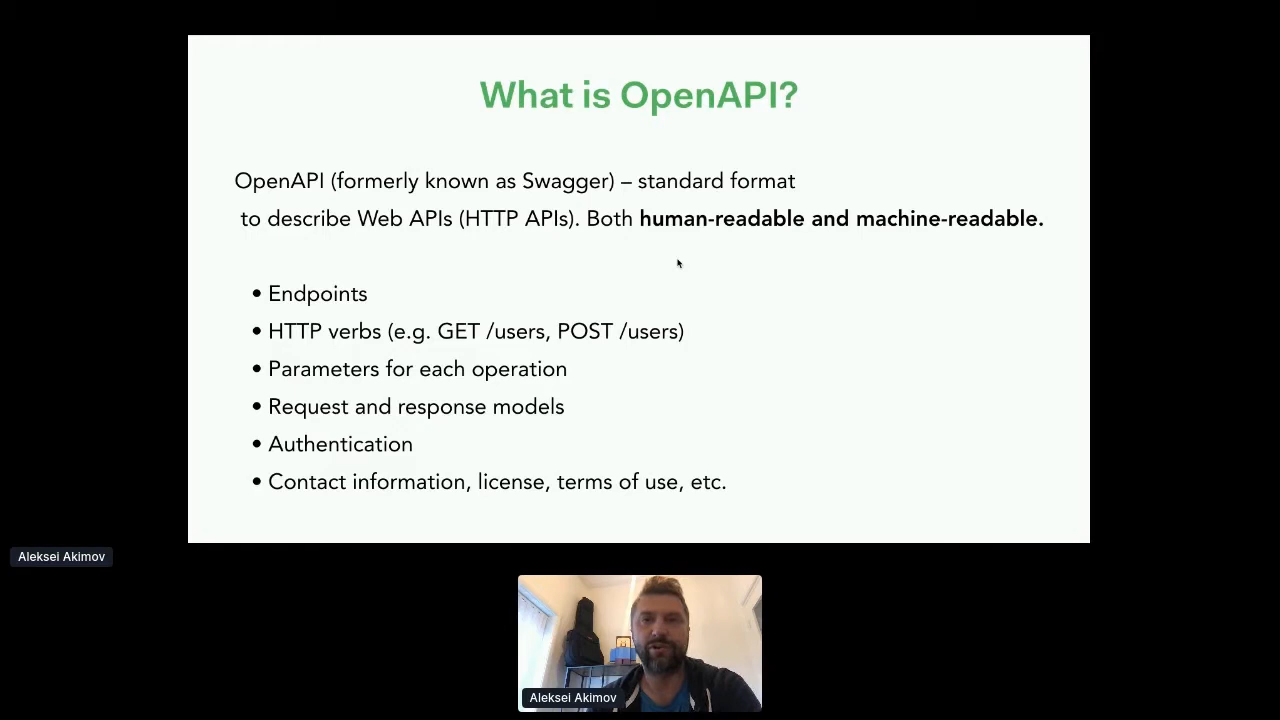 What is OpenAPI?
OpenAPI (formerly known as Swagger) – standard format
to describe Web APIs (HTTP APIs). Both human-readable and machine-readable.
• Endpoints
• HTTP verbs (e.g. GET /users, POST /users)
• Parameters for each operation
• Request and response models
• Authentication
• Contact information, license, terms of use, etc.
Aleksei Akimov
Aleksei Akimov